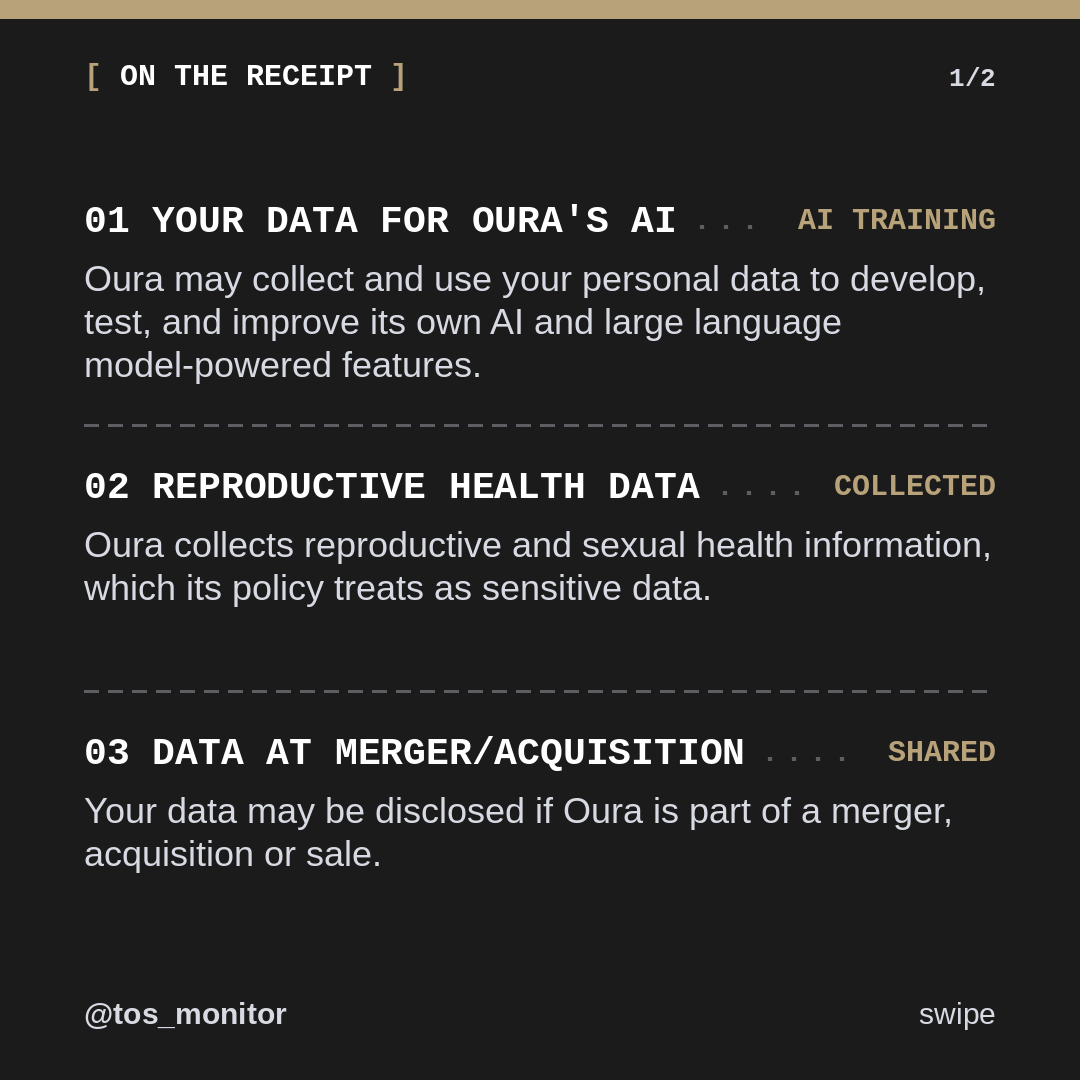 [ ON THE RECEIPT ]
1/2
01 YOUR DATA FOR OURA'S AI ... AI TRAINING
Oura may collect and use your personal data to develop,
test, and improve its own AI and large language
model-powered features.
02 REPRODUCTIVE HEALTH DATA .... COLLECTED
Oura collects reproductive and sexual health information,
which its policy treats as sensitive data.
03 DATA AT MERGER/ACQUISITION .... SHARED
Your data may be disclosed if Oura is part of a merger,
acquisition or sale.
@tos_monitor
swipe